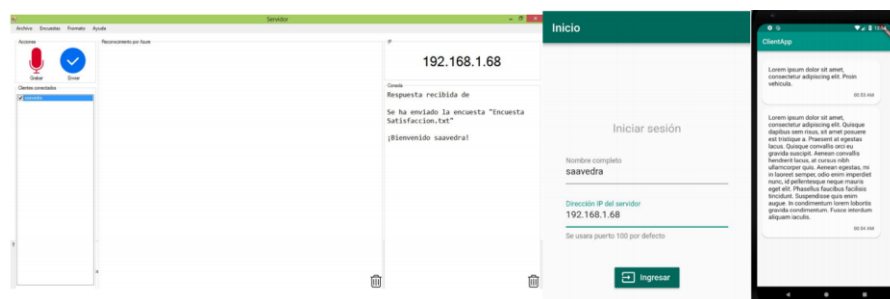 Servidor
Archivo Encuestas Formato Ayuda
Acciones
Grabar
Enviar
Clientes conectados
saavedra
Reconocimiento por Azure
IP
192.168.1.68
Consola
Respuesta recibida de
Se ha enviado la encuesta "Encuesta
Satisfaccion.txt"
¡Bienvenido saavedra!
Inicio
Iniciar sesión
Nombre completo
saavedra
Dirección IP del servidor
192.168.1.68
Se usara puerto 100 por defecto
Ingresar
ClientApp
Lorem ipsum dolor sit amet,
consectetur adipiscing elit. Proin
vehicula.
Lorem ipsum dolor sit amet,
consectetur adipiscing elit. Quisque
dapibus sem risus, sit amet posuere
est tristique a. Praesent at egestas
lacus. Quisque convallis orci eu
gravida suscipit. Aenean convallis
hendrerit lacus, at cursus nibh
ullamcorper quis. Aenean egestas, mi
in laoreet semper, odio enim imperdiet
nunc, id pellentesque neque mauris
eget elit. Phasellus faucibus facilisis
tincidunt. Suspendisse quis enim
augue. In condimentum lorem lobortis
gravida condimentum. Fusce interdum
aliquam iaculis.